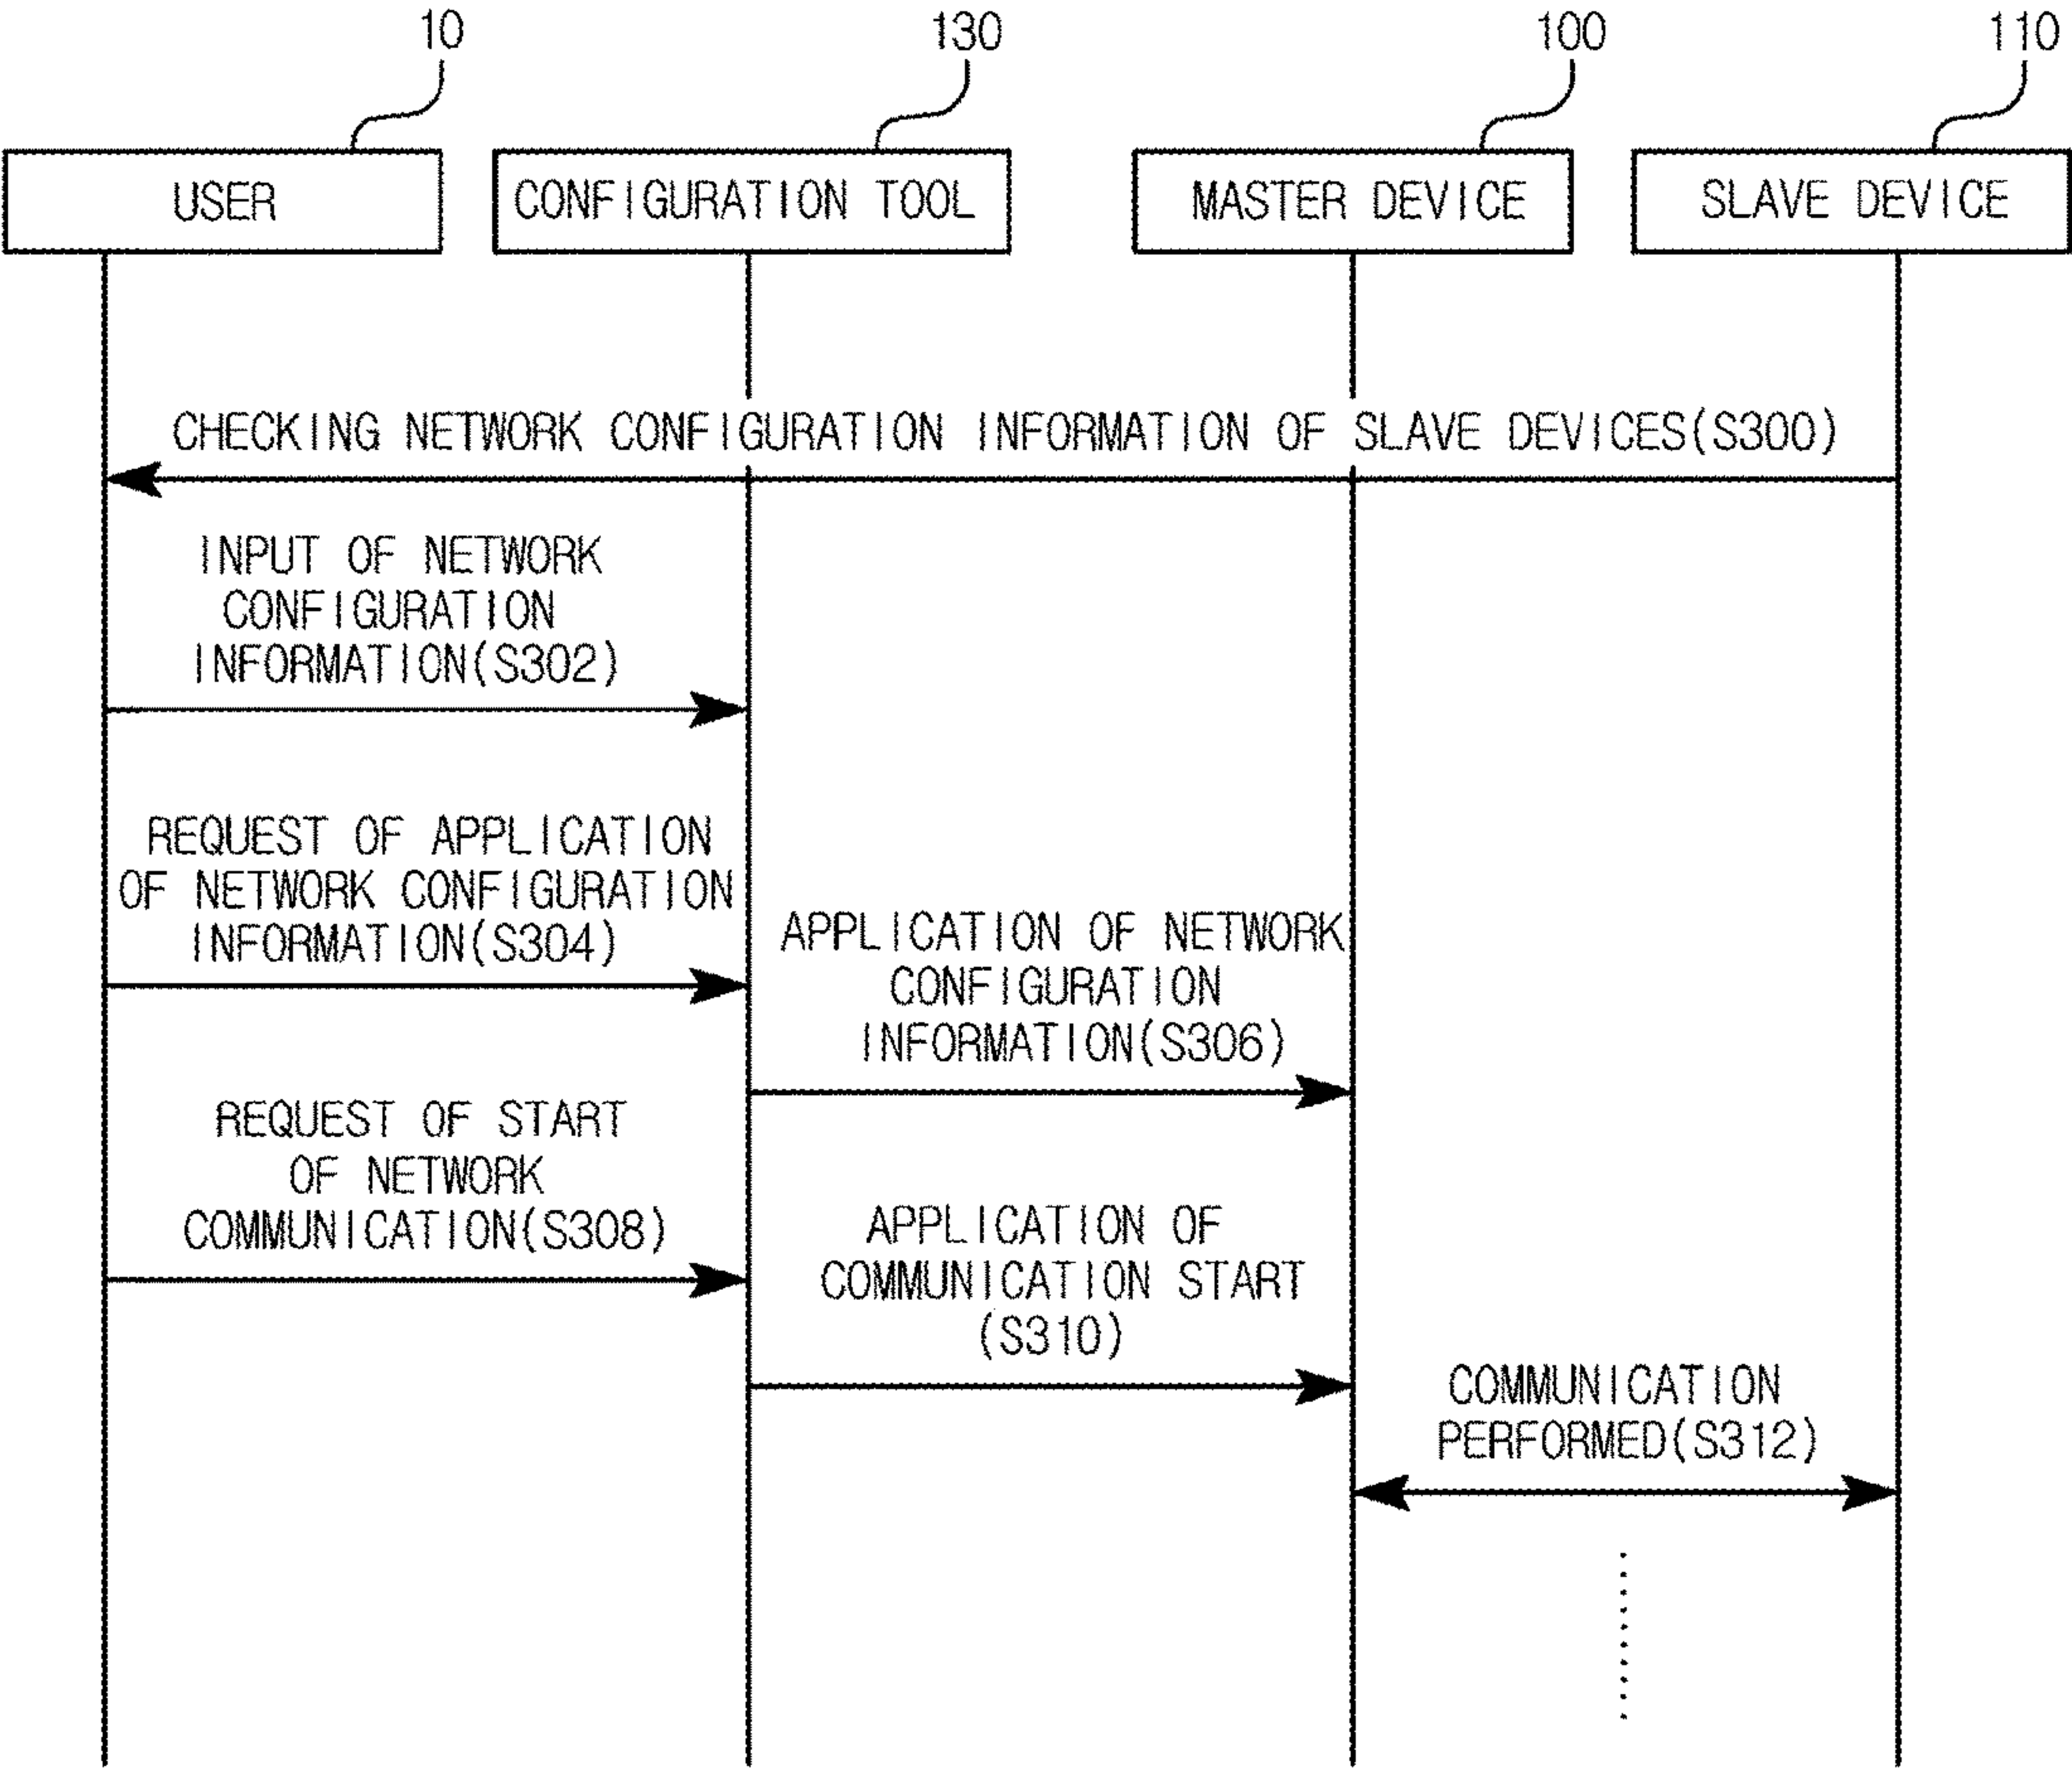 10
130
100
110
USER
CONFIGURATION TOOL
MASTER DEVICE
SLAVE DEVICE
CHECKING NETWORK CONFIGURATION INFORMATION OF SLAVE DEVICES(S300)
INPUT OF NETWORK
CONFIGURATION
INFORMATION(S302)
REQUEST OF APPLICATION
OF NETWORK CONFIGURATION
INFORMATION(S304)
APPLICATION OF NETWORK
CONFIGURATION
INFORMATION(S306)
REQUEST OF START
OF NETWORK
COMMUNICATION(S308)
APPLICATION OF
COMMUNICATION START
(S310)
COMMUNICATION
PERFORMED(S312)